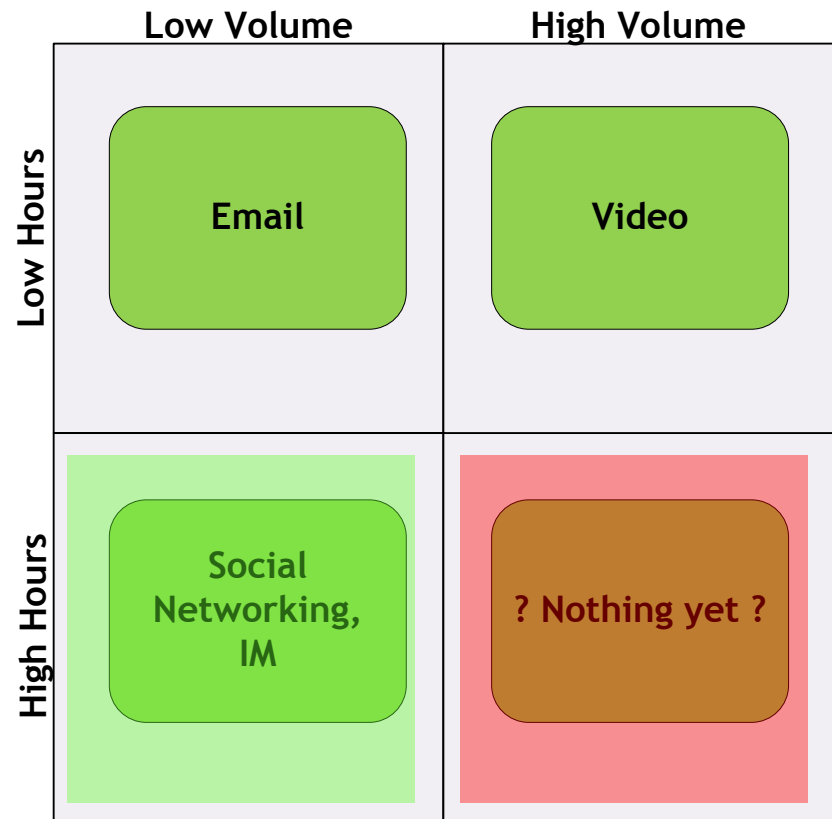 Low Volume
High Volume
Low Hours
Email
Video
High Hours
Social
Networking,
IM
? Nothing yet ?